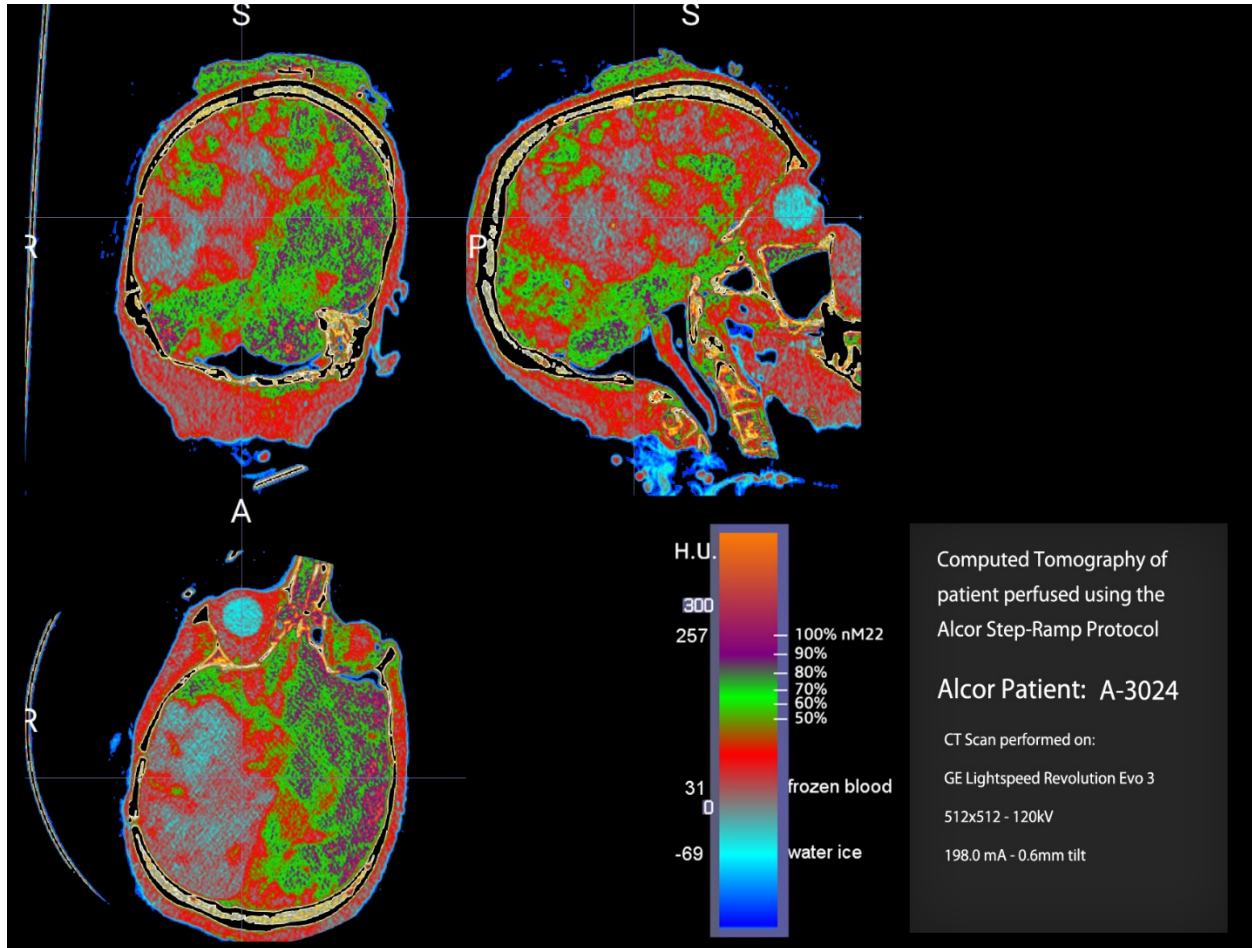 S
S
R
P
A
R
H.U.
300
257
31
0
-69
100% nM22
90%
80%
70%
60%
50%
frozen blood
water ice
Computed Tomography of
patient perfused using the
Alcor Step-Ramp Protocol
Alcor Patient: A-3024
CT Scan performed on:
GE Lightspeed Revolution Evo 3
512x512 - 120kV
198.0 mA - 0.6mm tilt